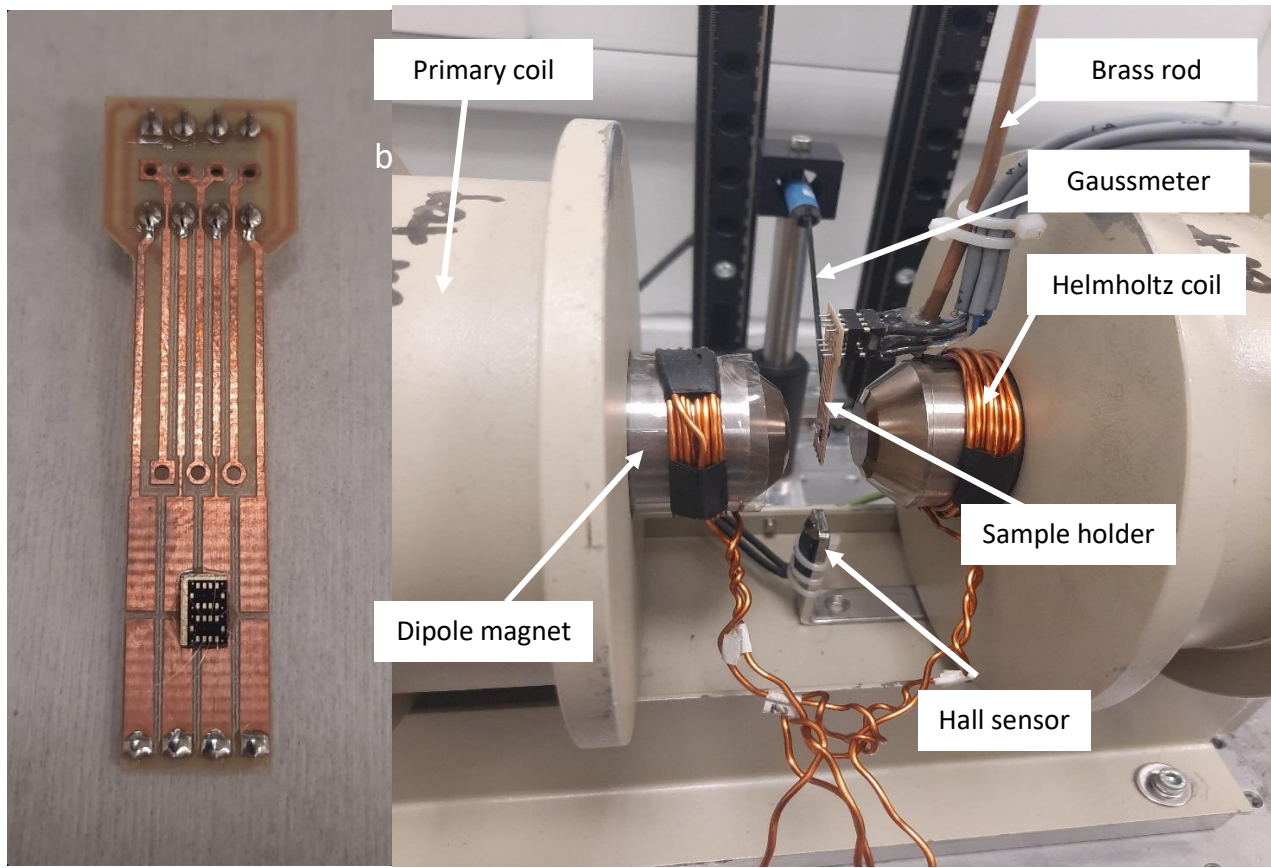 Primary coil
Brass rod
b
Gaussmeter
Helmholtz coil
Sample holder
Dipole magnet
Hall sensor